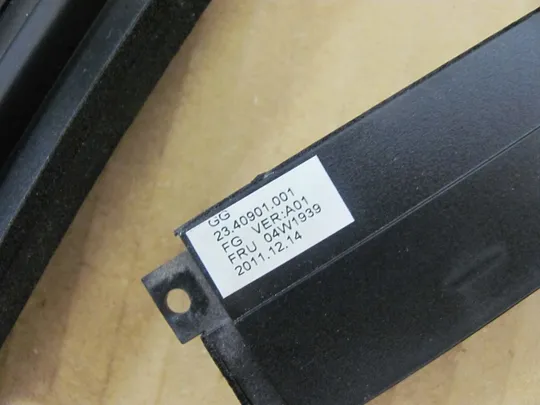 GG
23.40901.001
FG VER:A01
FRU 04W1939
2011.12.14